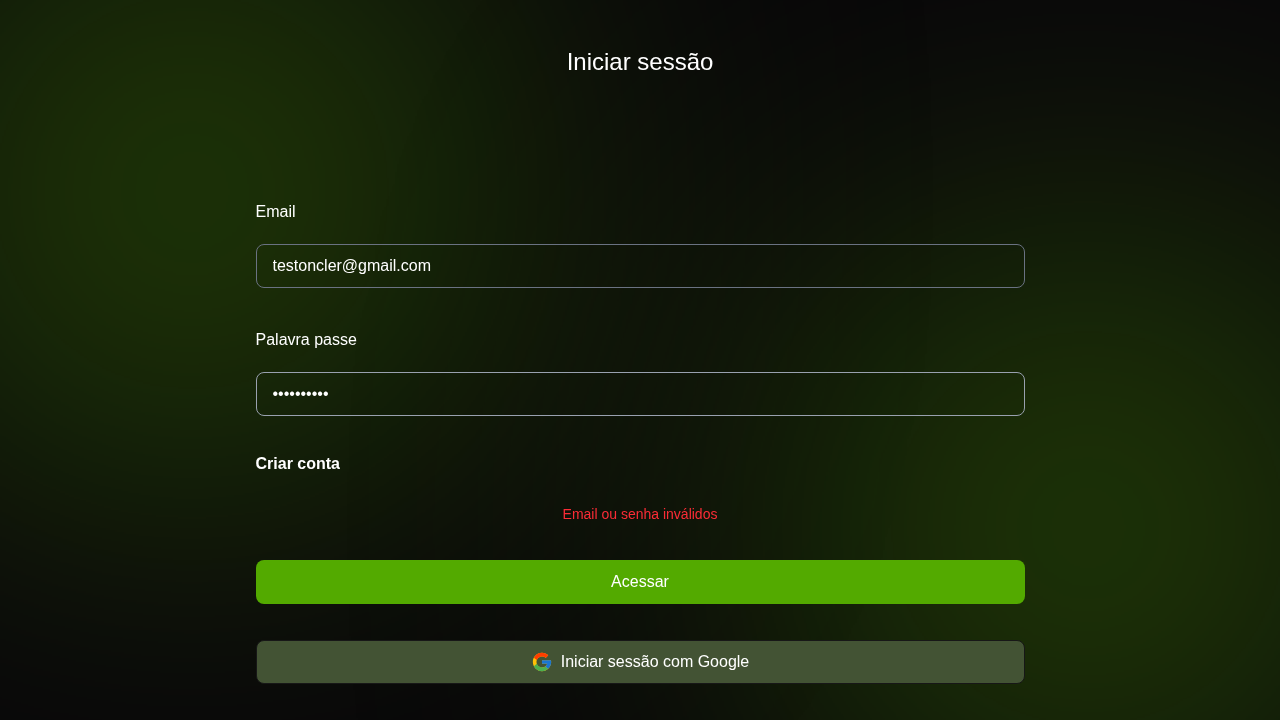 Iniciar sessão
Email
testoncler@gmail.com
Palavra passe
••••••••••
Criar conta
Email ou senha inválidos
Acessar
Iniciar sessão com Google